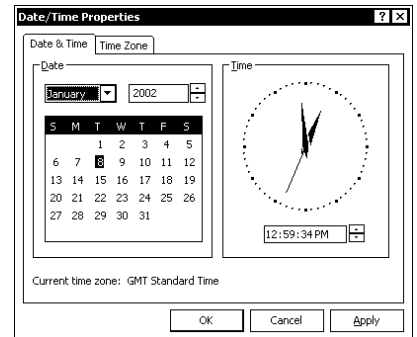 Date/Time Properties
Date & Time Time Zone
Date
January 2002
S M T W T F S
1 2 3 4 5
6 7 8 9 10 11 12
13 14 15 16 17 18 19
20 21 22 23 24 25 26
27 28 29 30 31
Time
12:59:34 PM
Current time zone: GMT Standard Time
OK Cancel Apply